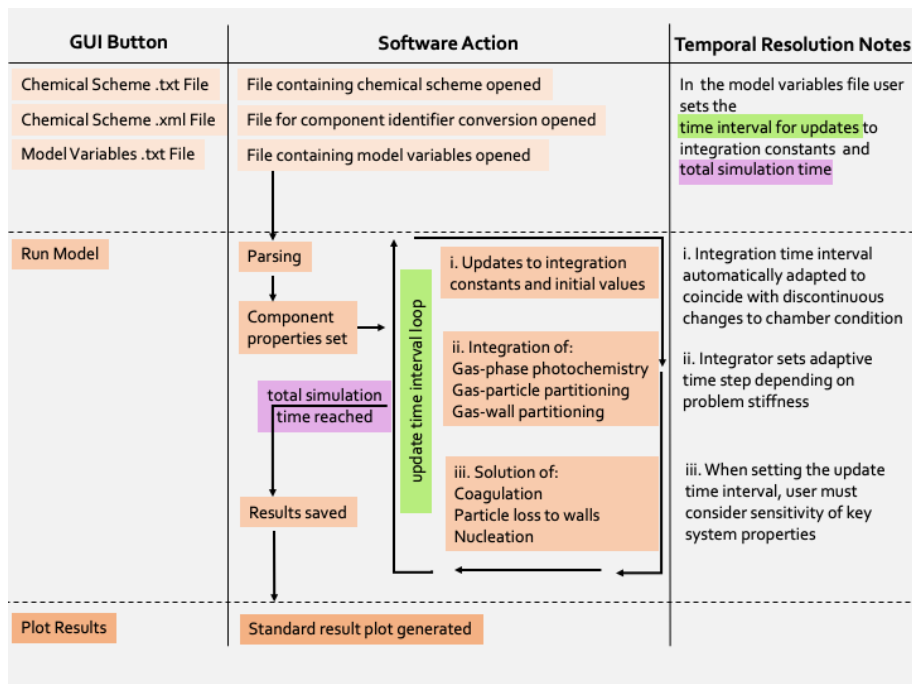 GUI Button
Software Action
Temporal Resolution Notes
Chemical Scheme .txt File
File containing chemical scheme opened
Chemical Scheme .xml File
File for component identifier conversion opened
Model Variables .txt File
File containing model variables opened
In the model variables file user
sets the
time interval for updates to
integration constants and
total simulation time
Run Model
Parsing
Component
properties set
update time interval loop
i. Updates to integration
constants and initial values
ii. Integration of:
Gas-phase photochemistry
Gas-particle partitioning
Gas-wall partitioning
iii. Solution of:
Coagulation
Particle loss to walls
Nucleation
total simulation
time reached
Results saved
i. Integration time interval
automatically adapted to
coincide with discontinuous
changes to chamber condition
ii. Integrator sets adaptive
time step depending on
problem stiffness
iii. When setting the update
time interval, user must
consider sensitivity of key
system properties
Plot Results
Standard result plot generated